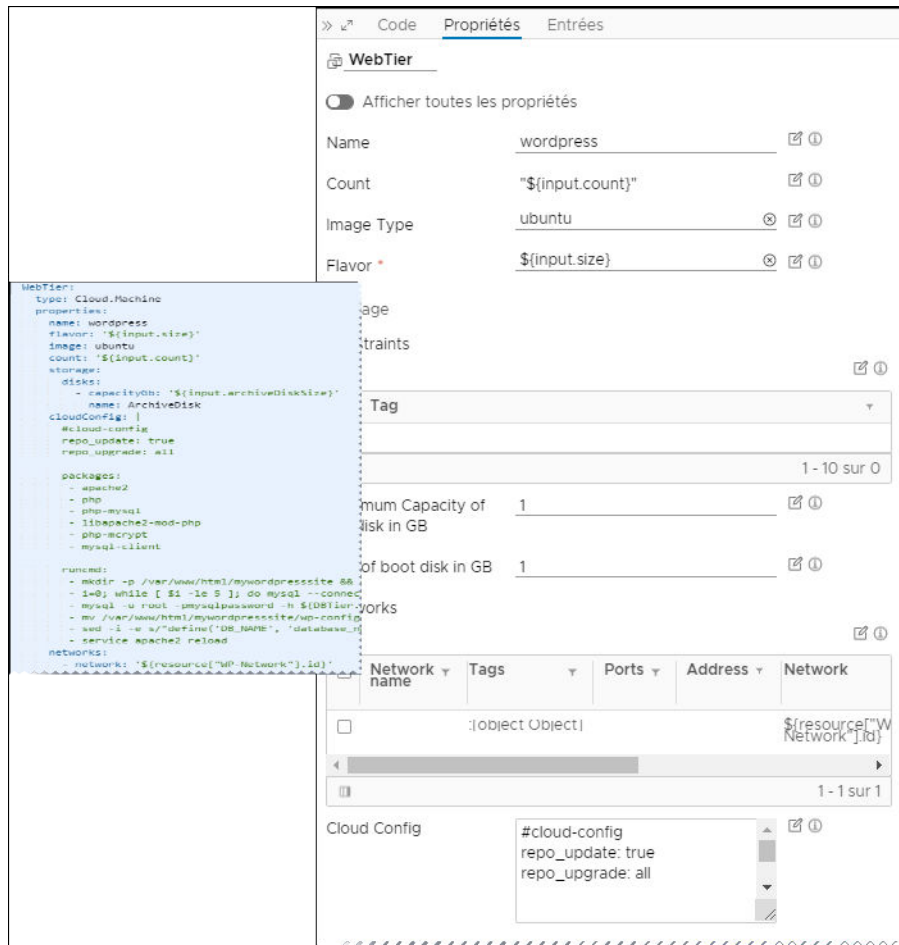 Code Propriétés Entrées
WebTier
Afficher toutes les propriétés
Name wordpress
Count "${input.count}"
Image Type ubuntu
Flavor * ${input.size}
age
traints
Tag
1 - 10 sur 0
mum Capacity of
disk in GB 1
of boot disk in GB 1
works
Network name Tags Ports Address Network
:[object Object] ${resource["W
Network"].id}
1 - 1 sur 1
Cloud Config
#cloud-config
repo_update: true
repo_upgrade: all
WebTier:
type: Cloud.Machine
properties:
name: wordpress
flavor: '${input.size}'
image: ubuntu
count: '${input.count}'
storage:
disks:
- capacityGb: '${input.archiveDiskSize}'
name: ArchiveDisk
cloudConfig: |
#cloud-config
repo_update: true
repo_upgrade: all
packages:
- apache2
- php
- php-mysql
- libapache2-mod-php
- php-mcrypt
- mysql-client
runcmd:
- mkdir -p /var/www/html/mywordpresssite &&
- i=0; while [ $i -le 5 ]; do mysql --connec
- mysql -u root -pmysqlpassword -h ${DBTier.
- mv /var/www/html/mywordpresssite/wp-config
- sed -i -e s/"define('DB_NAME', 'database_n
- service apache2 reload
networks:
- network: '${resource["WP-Network"].id}'